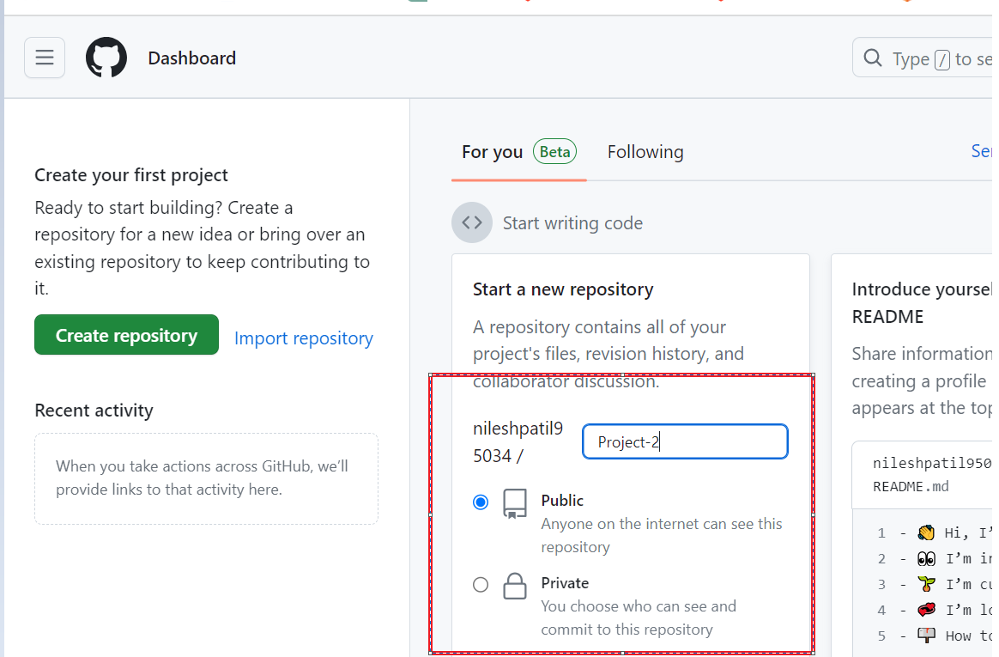 Dashboard
Type / to se
Create your first project
Ready to start building? Create a
repository for a new idea or bring over an
existing repository to keep contributing to
it.
Create repository
Import repository
Recent activity
When you take actions across GitHub, we’ll
provide links to that activity here.
For you
Beta
Following
Se
Start writing code
Start a new repository
A repository contains all of your
project's files, revision history, and
collaborator discussion.
nileshpatil9
5034 /
Project-2
Public
Anyone on the internet can see this
repository
Private
You choose who can see and
commit to this repository
Introduce yoursel
README
Share information
creating a profile
appears at the top
nileshpatil950
README.md
1 - 👋 Hi, I’
2 - 👀 I’m in
3 - 🌱 I’m cu
4 - 💞️ I’m lo
5 - 📫 How to